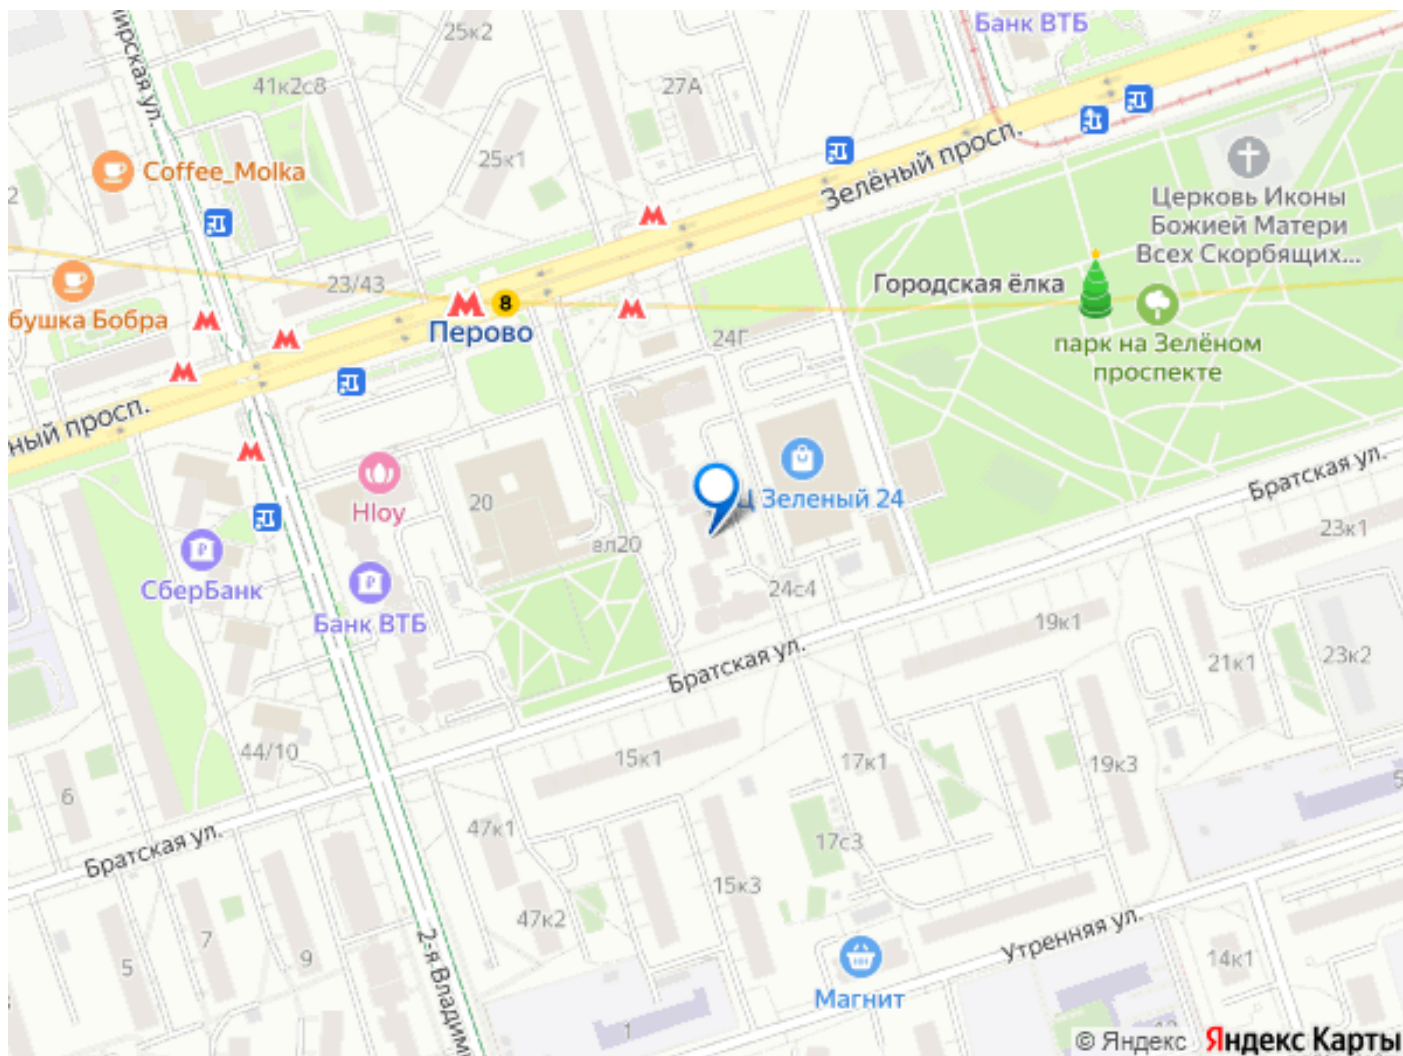 Банк ВТБ
25к2
ирская ул.
41к2с8
27А
25к1
Coffee_Molka
2
Зелёный просп.
Церковь Иконы
Божией Матери
Всех Скорбящих...
Городская ёлка
23/43
8
бушка Бобра
Перово
24Г
парк на Зелёном
проспекте
ный просп.
Братская ул.
Ц Зеленый 24
20
Hloy
вл20
23к1
СберБанк
Банк ВТБ
24с4
19к1
Братская ул.
21к1
23к2
44/10
15к1
17к1
19к3
6
5
47к1
Братская ул.
17с3
15к3
47к2
Утренняя ул.
7
9
5
2-я Владими
14к1
Магнит
1
© Яндекс Яндекс Карты